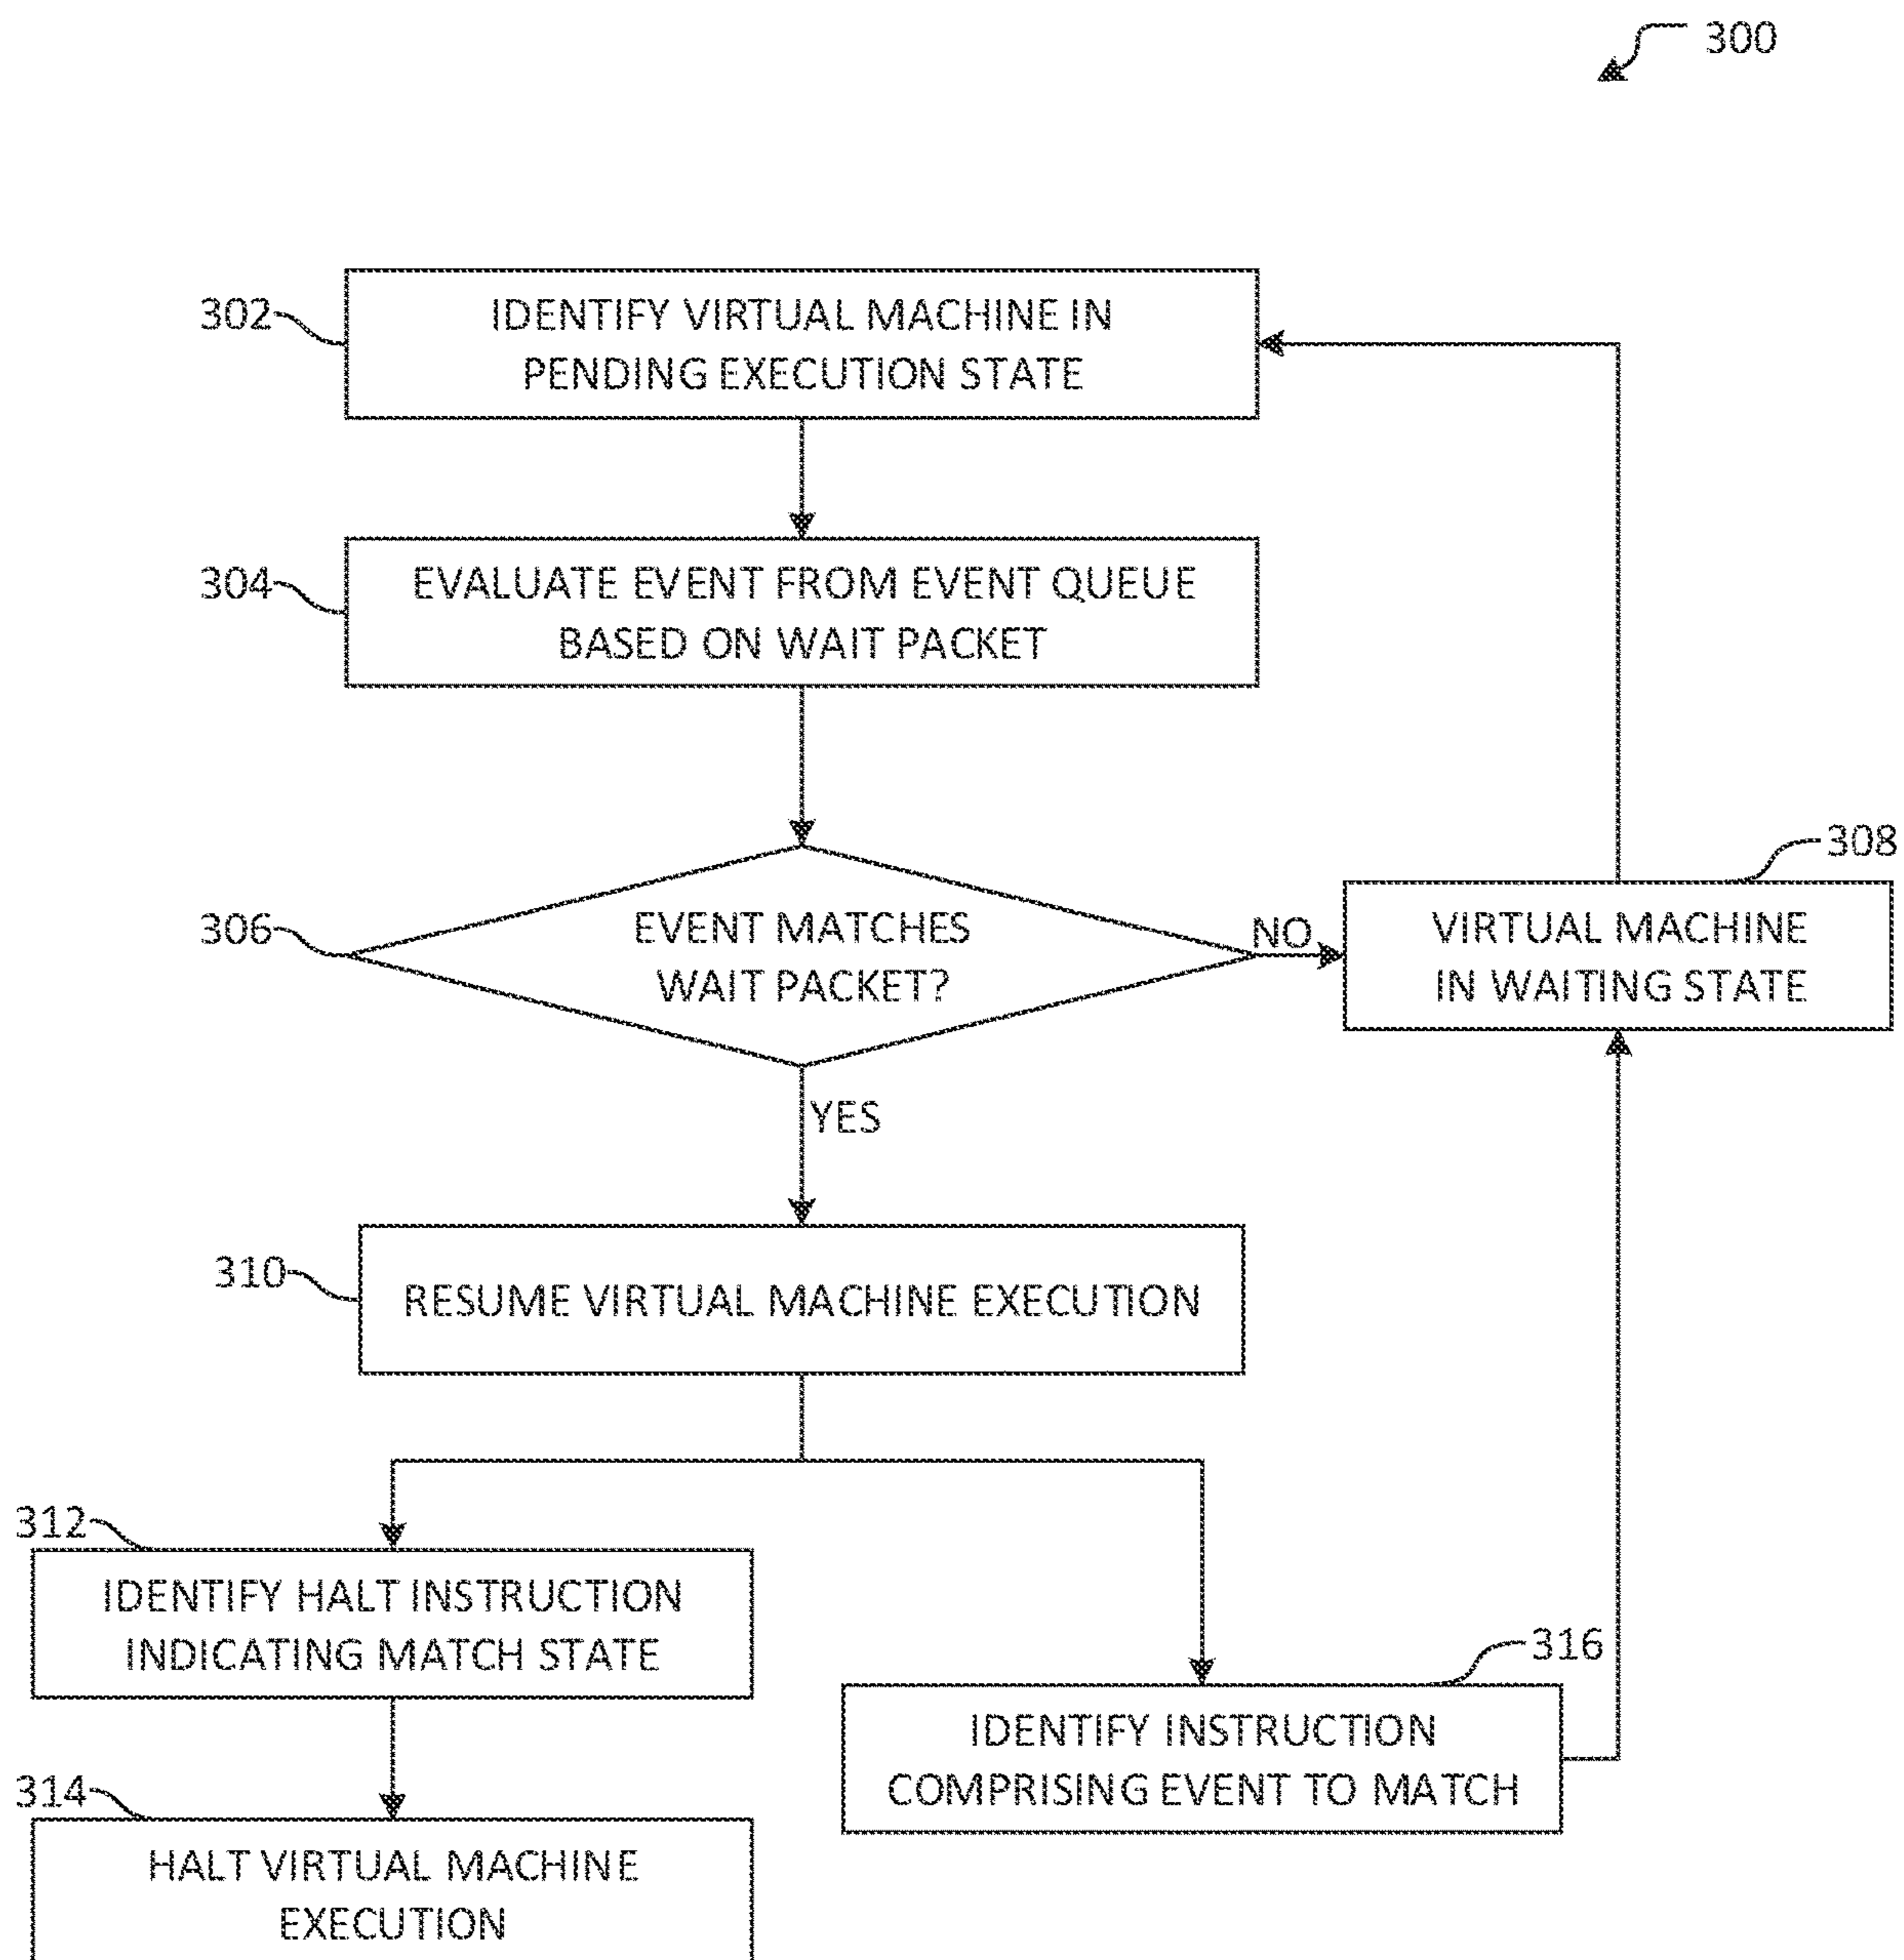 300
302
IDENTIFY VIRTUAL MACHINE IN
PENDING EXECUTION STATE
304
EVALUATE EVENT FROM EVENT QUEUE
BASED ON WAIT PACKET
306
EVENT MATCHES
WAIT PACKET?
NO
308
VIRTUAL MACHINE
IN WAITING STATE
YES
310
RESUME VIRTUAL MACHINE EXECUTION
312
IDENTIFY HALT INSTRUCTION
INDICATING MATCH STATE
316
IDENTIFY INSTRUCTION
COMPRISING EVENT TO MATCH
314
HALT VIRTUAL MACHINE
EXECUTION